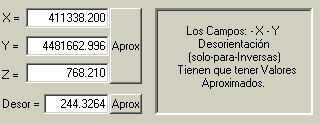 X = 411338.200
Y = 4481662.996 Aprox
Z = 768.210
Desor = 244.3264 Aprox
Los Campos: - X - Y
Desorientación
(solo-para-Inversas)
Tienen que tener Valores
Aproximados.